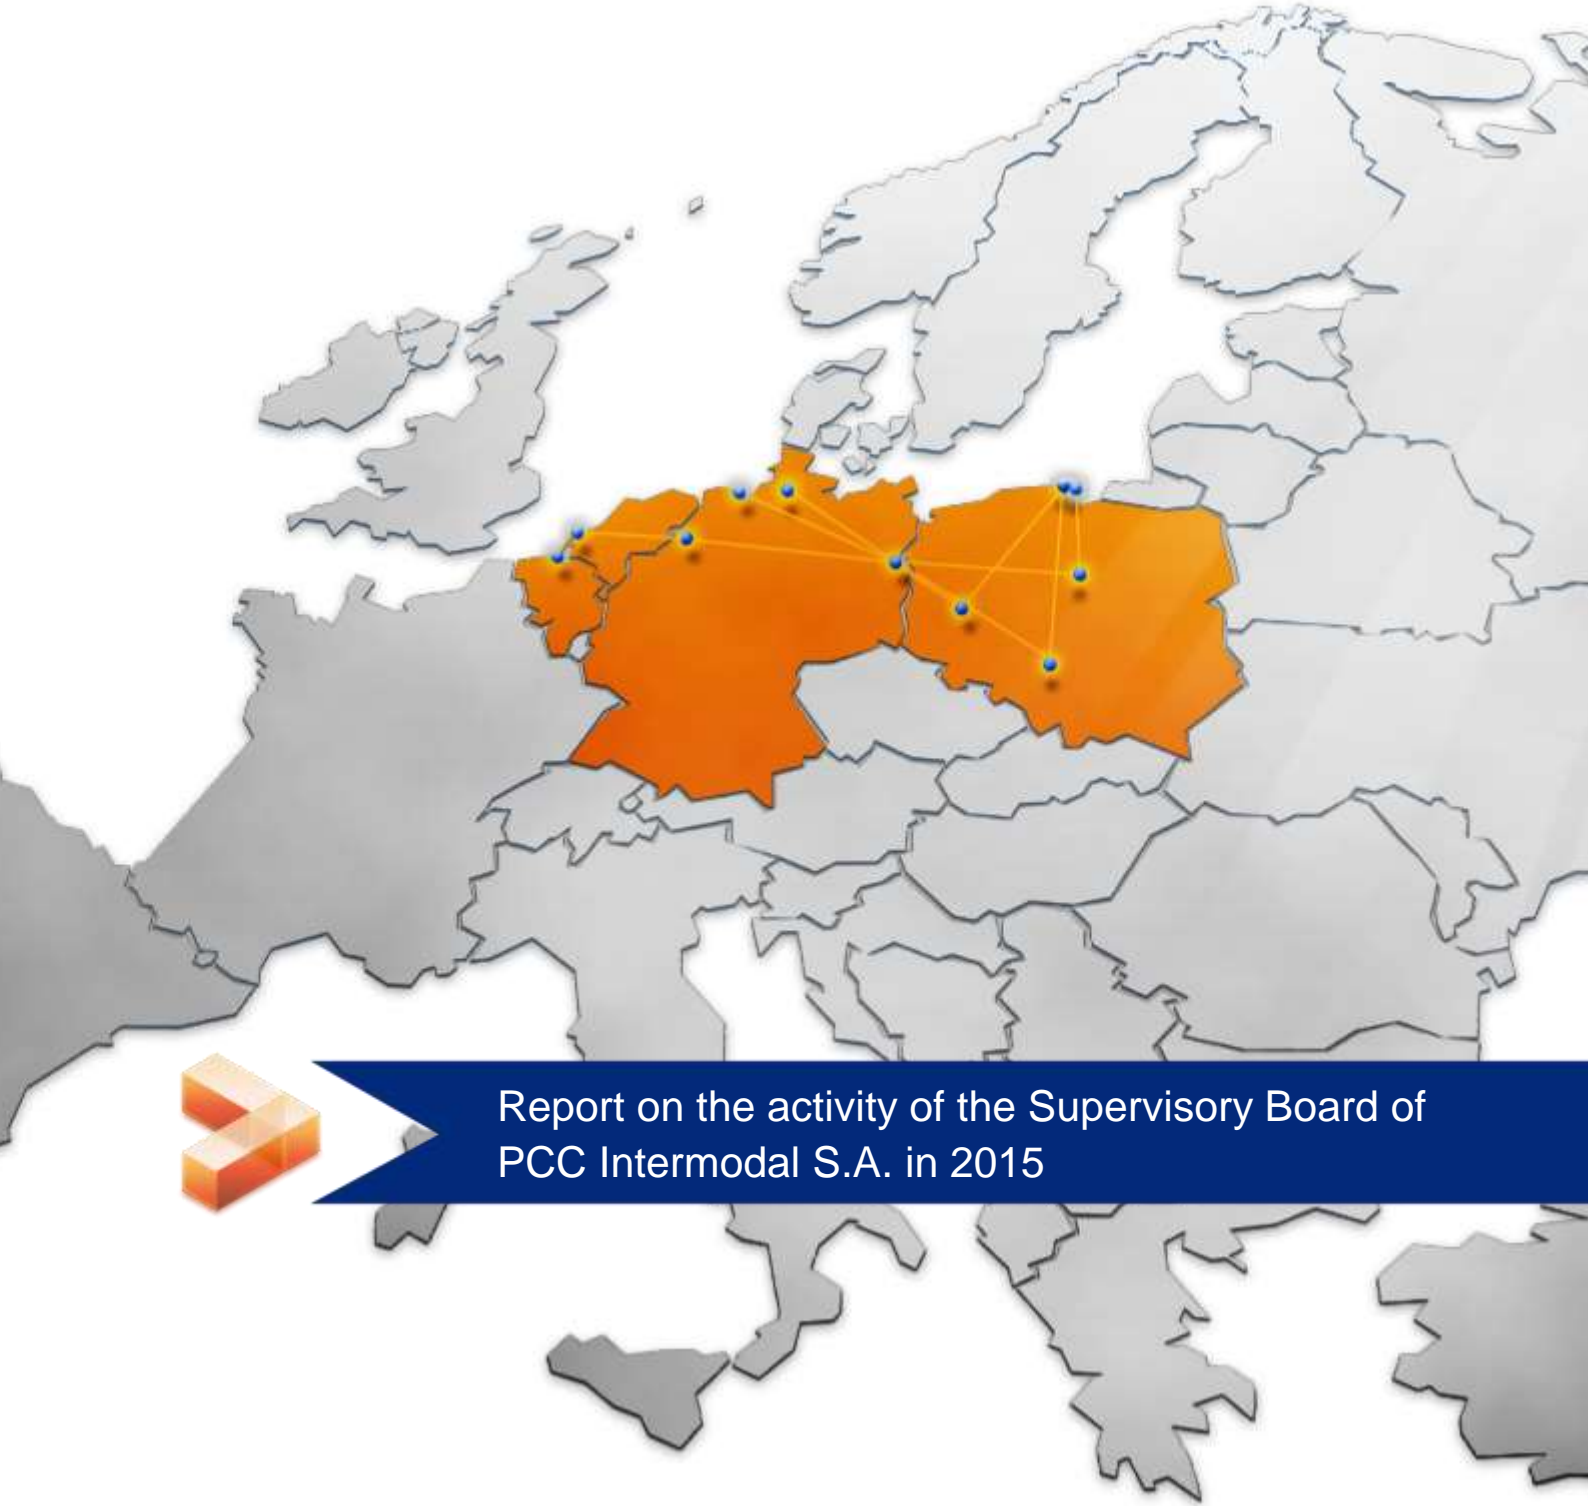 Report on the activity of the Supervisory Board of
PCC Intermodal S.A. in 2015